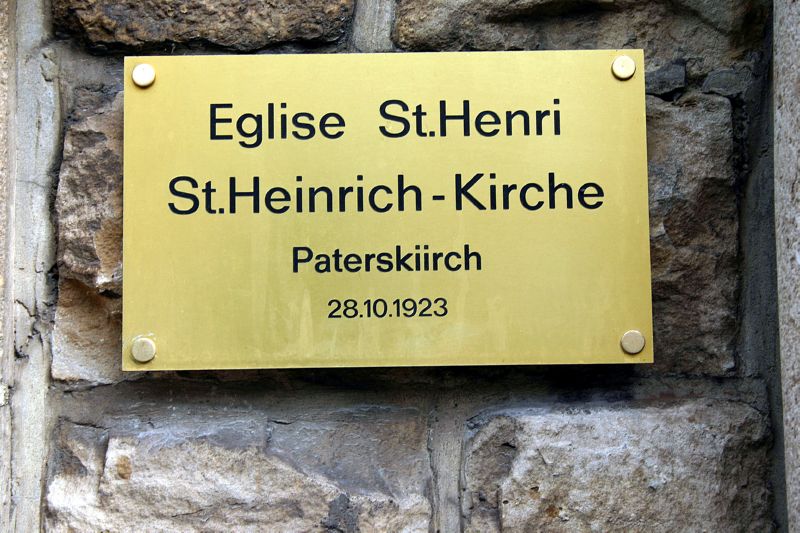 Eglise St.Henri
St.Heinrich-Kirche
Paterskiirch
28.10.1923